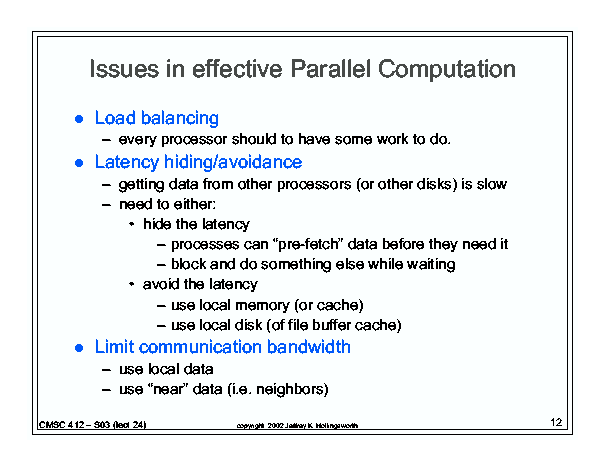 Issues in effective Parallel Computation
● Load balancing
– every processor should to have some work to do.
● Latency hiding/avoidance
– getting data from other processors (or other disks) is slow
– need to either:
• hide the latency
– processes can “pre-fetch” data before they need it
– block and do something else while waiting
• avoid the latency
– use local memory (or cache)
– use local disk (of file buffer cache)
● Limit communication bandwidth
– use local data
– use “near” data (i.e. neighbors)
CMSC 412 – S03 (lect 24)
copyright 2002 Jeffrey K. Hollingsworth
12